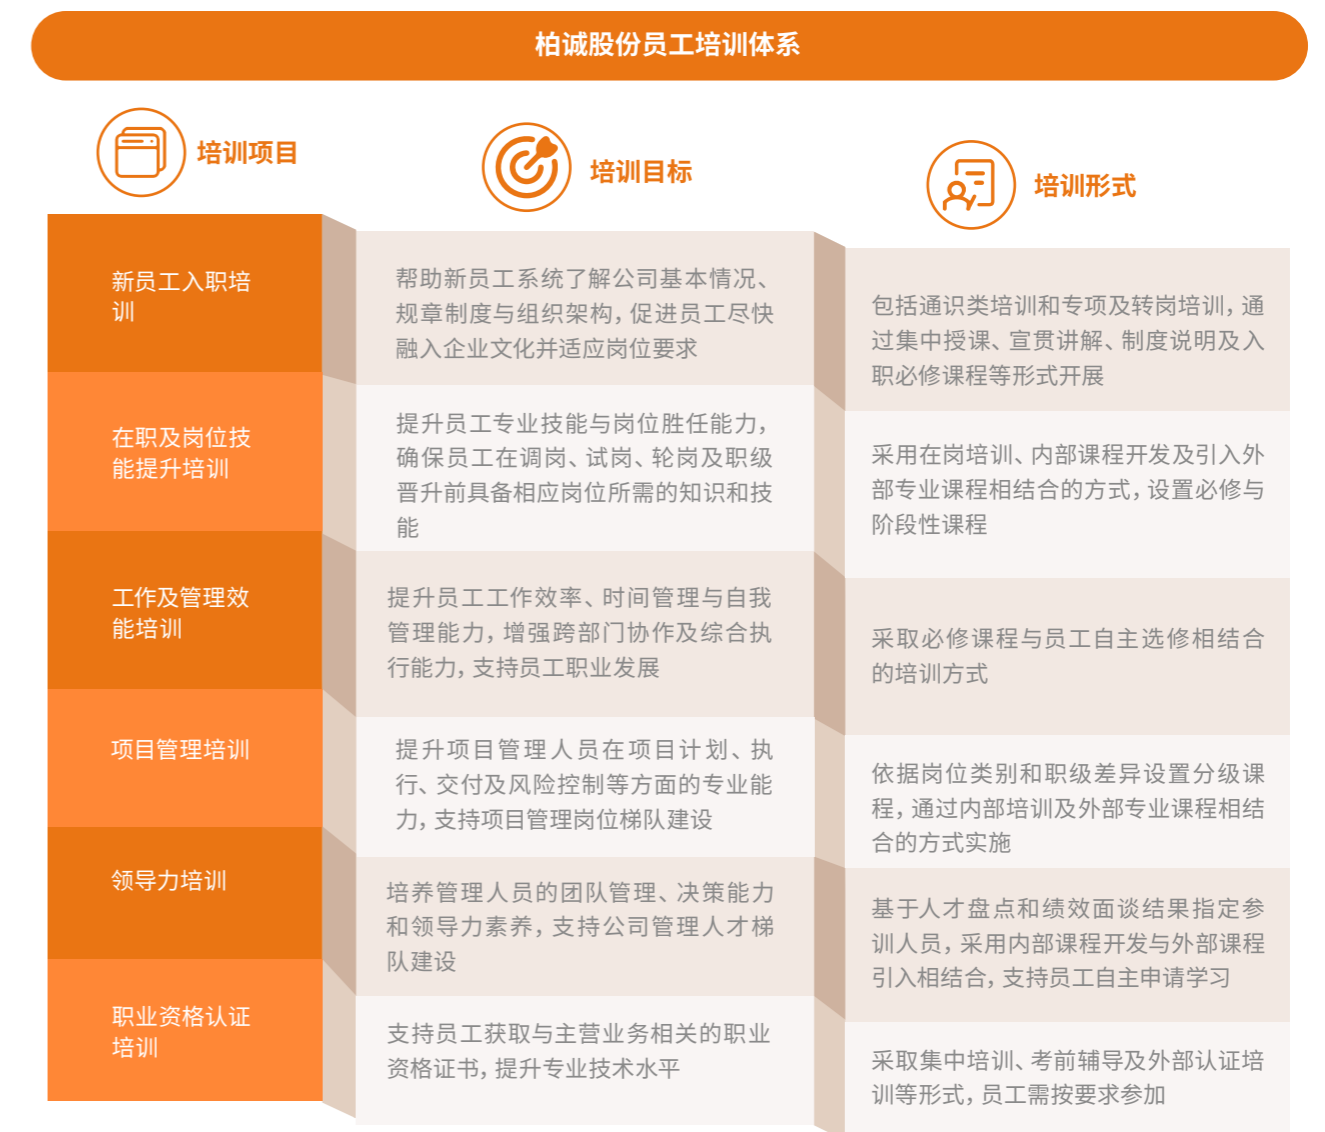 柏诚股份员工培训体系
培训项目
培训目标
培训形式
新员工入职培
训
帮助新员工系统了解公司基本情况、
规章制度与组织架构，促进员工尽快
融入企业文化并适应岗位要求
包括通识类培训和专项及转岗培训，通
过集中授课、宣贯讲解、制度说明及入
职必修课程等形式开展
在职及岗位技
能提升培训
提升员工专业技能与岗位胜任能力，
确保员工在调岗、试岗、轮岗及职级
晋升前具备相应岗位所需的知识和技
能
采用在岗培训、内部课程开发及引入外
部专业课程相结合的方式，设置必修与
阶段性课程
工作及管理效
能培训
提升员工工作效率、时间管理与自我
管理能力，增强跨部门协作及综合执
行能力，支持员工职业发展
采取必修课程与员工自主选修相结合
的培训方式
项目管理培训
提升项目管理人员在项目计划、执
行、交付及风险控制等方面的专业能
力，支持项目管理岗位梯队建设
依据岗位类别和职级差异设置分级课
程，通过内部培训及外部专业课程相结
合的方式实施
领导力培训
培养管理人员的团队管理、决策能力
和领导力素养，支持公司管理人才梯
队建设
基于人才盘点和绩效面谈结果指定参
训人员，采用内部课程开发与外部课程
引入相结合，支持员工自主申请学习
职业资格认证
培训
支持员工获取与主营业务相关的职业
资格证书，提升专业技术水平
采取集中培训、考前辅导及外部认证培
训等形式，员工需按要求参加